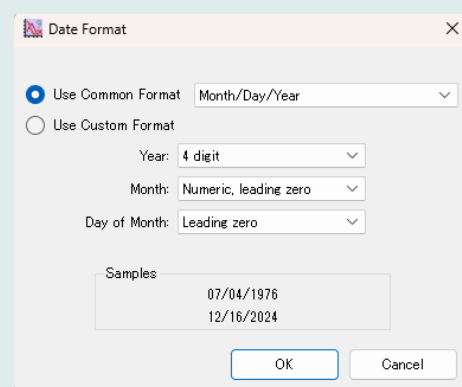 Date Format
Use Common Format Month/Day/Year
Use Custom Format
Year: 4 digit
Month: Numeric, leading zero
Day of Month: Leading zero
Samples
07/04/1976
12/16/2024
OK Cancel